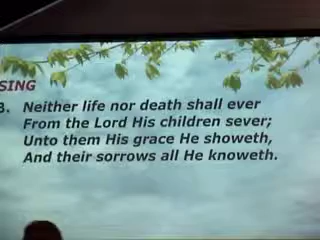 SING
3. Neither life nor death shall ever
From the Lord His children sever;
Unto them His grace He showeth,
And their sorrows all He knoweth.